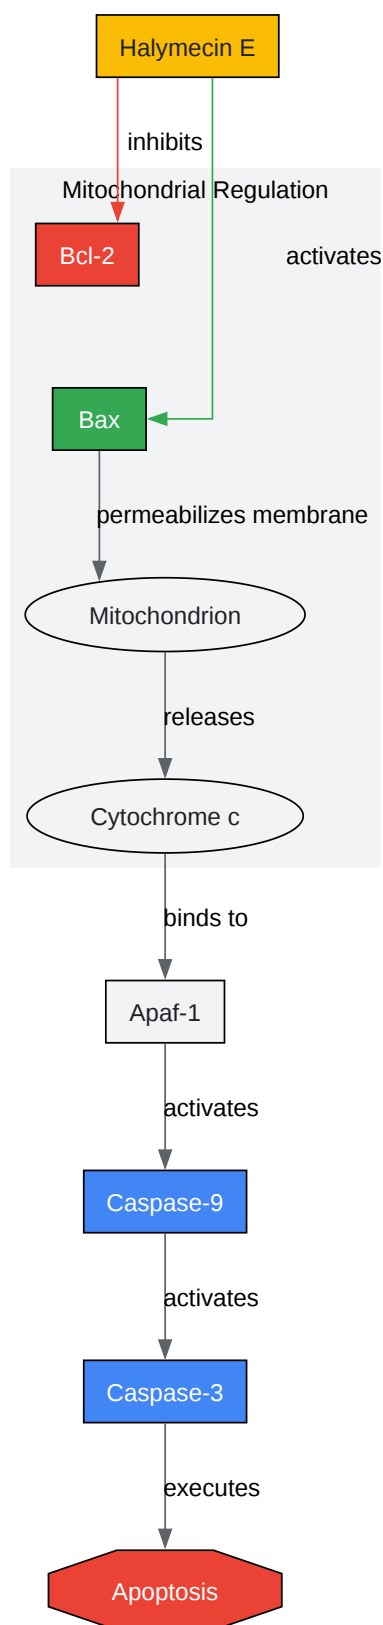 Halymecin E
inhibits
Mitochondrial Regulation
Bcl-2
activates
Bax
permeabilizes membrane
Mitochondrion
releases
Cytochrome c
binds to
Apaf-1
activates
Caspase-9
activates
Caspase-3
executes
Apoptosis